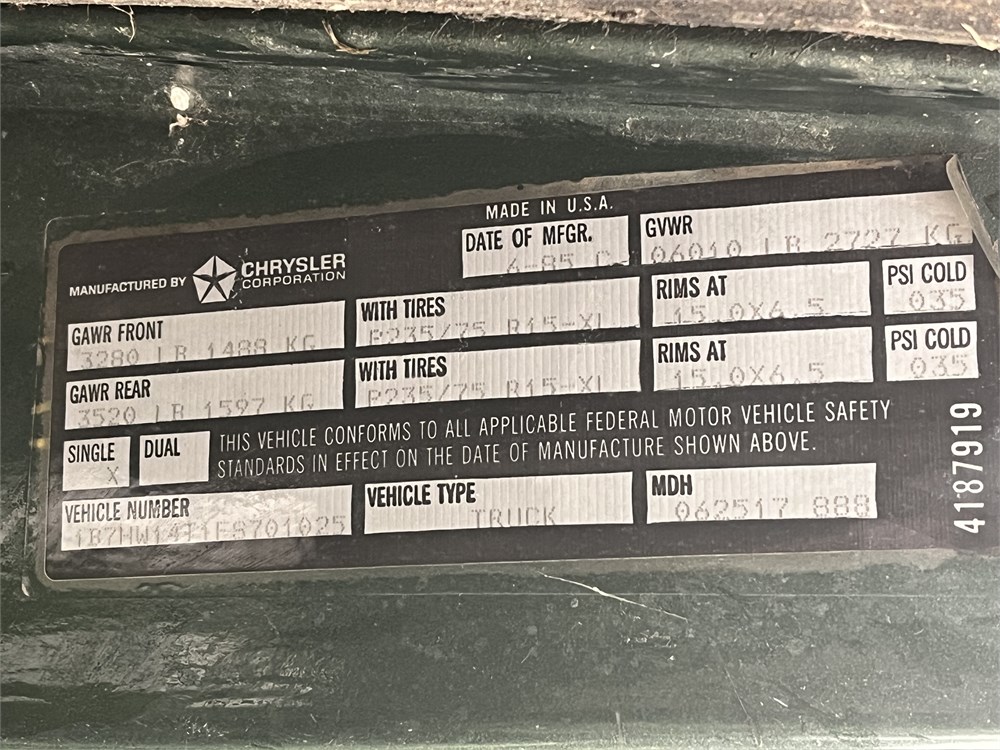 MADE IN U.S.A.
MANUFACTURED BY CHRYSLER CORPORATION
DATE OF MFGR.
6-85 C
GVWR
06010 LB 2727 KG
GAWR FRONT
3280 LB 1488 KG
WITH TIRES
P235/75 R15-XL
RIMS AT
15.0X6.5
PSI COLD
035
GAWR REAR
3520 LB 1597 KG
WITH TIRES
P235/75 R15-XL
RIMS AT
15.0X6.5
PSI COLD
035
SINGLE
X
DUAL
THIS VEHICLE CONFORMS TO ALL APPLICABLE FEDERAL MOTOR VEHICLE SAFETY
STANDARDS IN EFFECT ON THE DATE OF MANUFACTURE SHOWN ABOVE.
VEHICLE NUMBER
1B7HW14T1FS701025
VEHICLE TYPE
TRUCK
MDH
062517 888
4187919